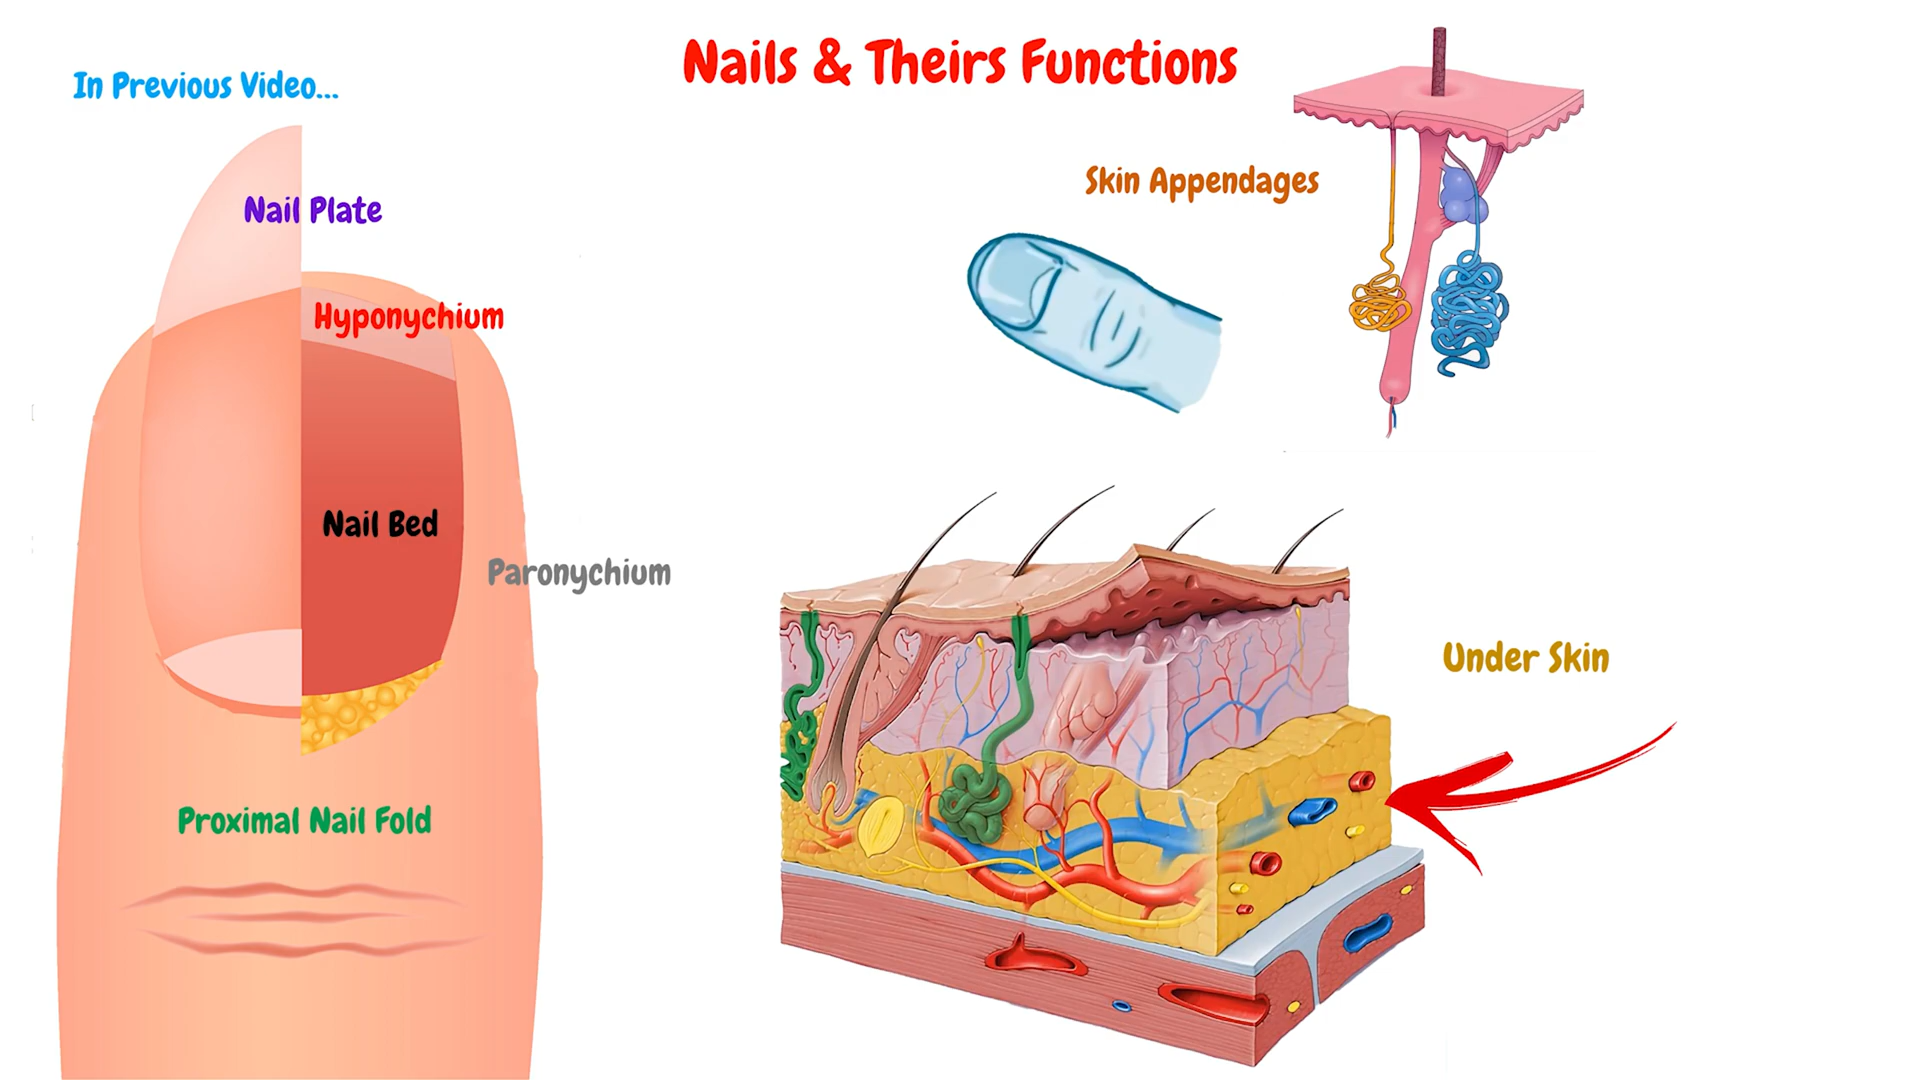 Nails & Theirs Functions
In Previous Video...
Skin Appendages
Nail Plate
Hyponychium
Nail Bed
Paronychium
Under Skin
Proximal Nail Fold